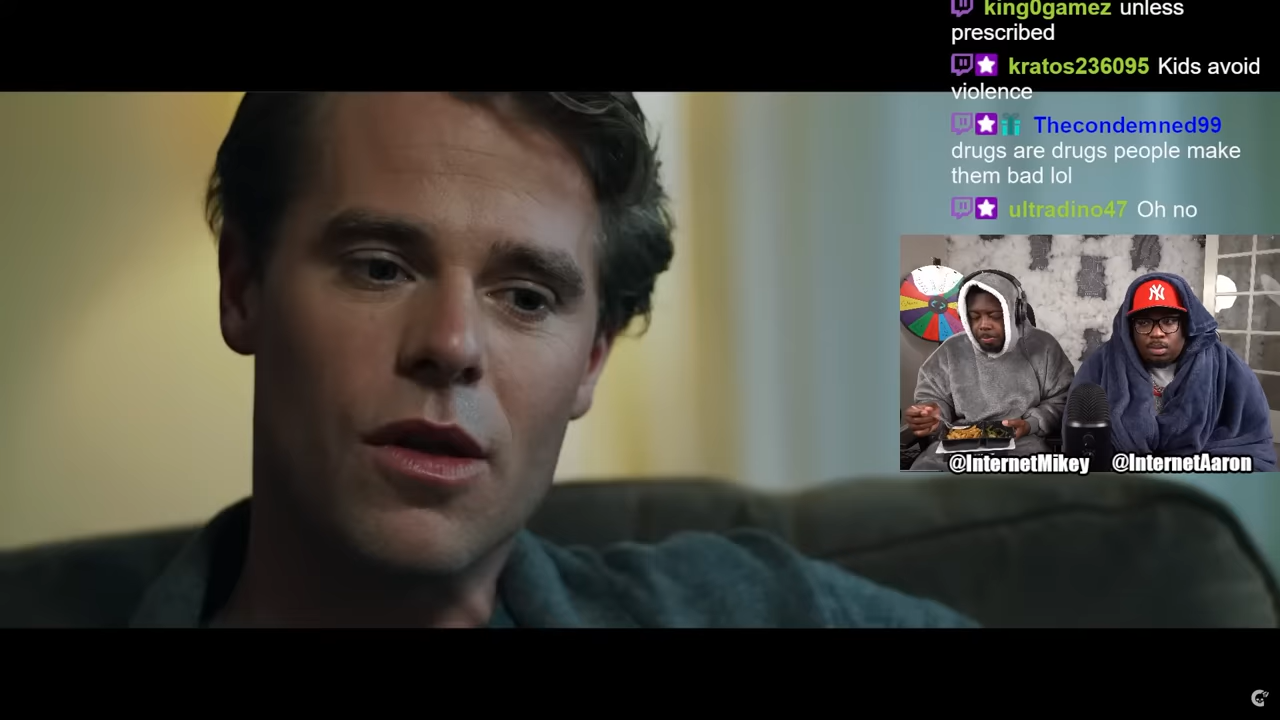 king0gamez unless
prescribed
kratos236095 Kids avoid
violence
Thecondemned99
drugs are drugs people make
them bad lol
ultradino47 Oh no
NY
@InternetMikey @InternetAaron